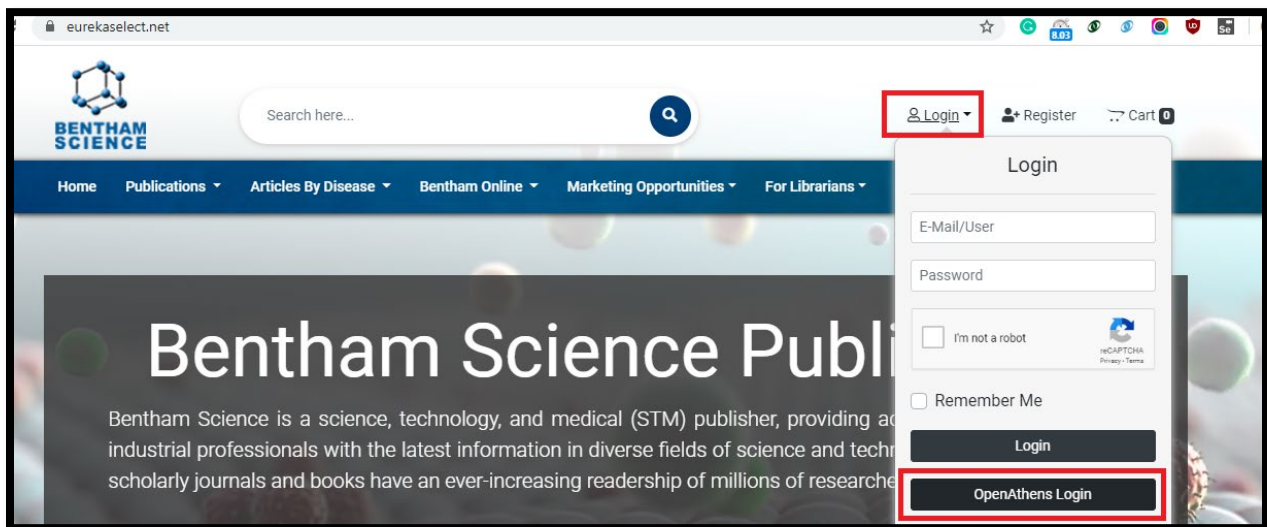 eurekaselect.net
8.03
UD
Se
BENTHAM
SCIENCE
Search here...
Login
Register
Cart 0
Home Publications Articles By Disease Bentham Online Marketing Opportunities For Librarians
Login
E-Mail/User
Password
I'm not a robot
reCAPTCHA
Privacy - Terms
Remember Me
Login
OpenAthens Login
Bentham Science Publi
Bentham Science is a science, technology, and medical (STM) publisher, providing ac
industrial professionals with the latest information in diverse fields of science and techn
scholarly journals and books have an ever-increasing readership of millions of researche